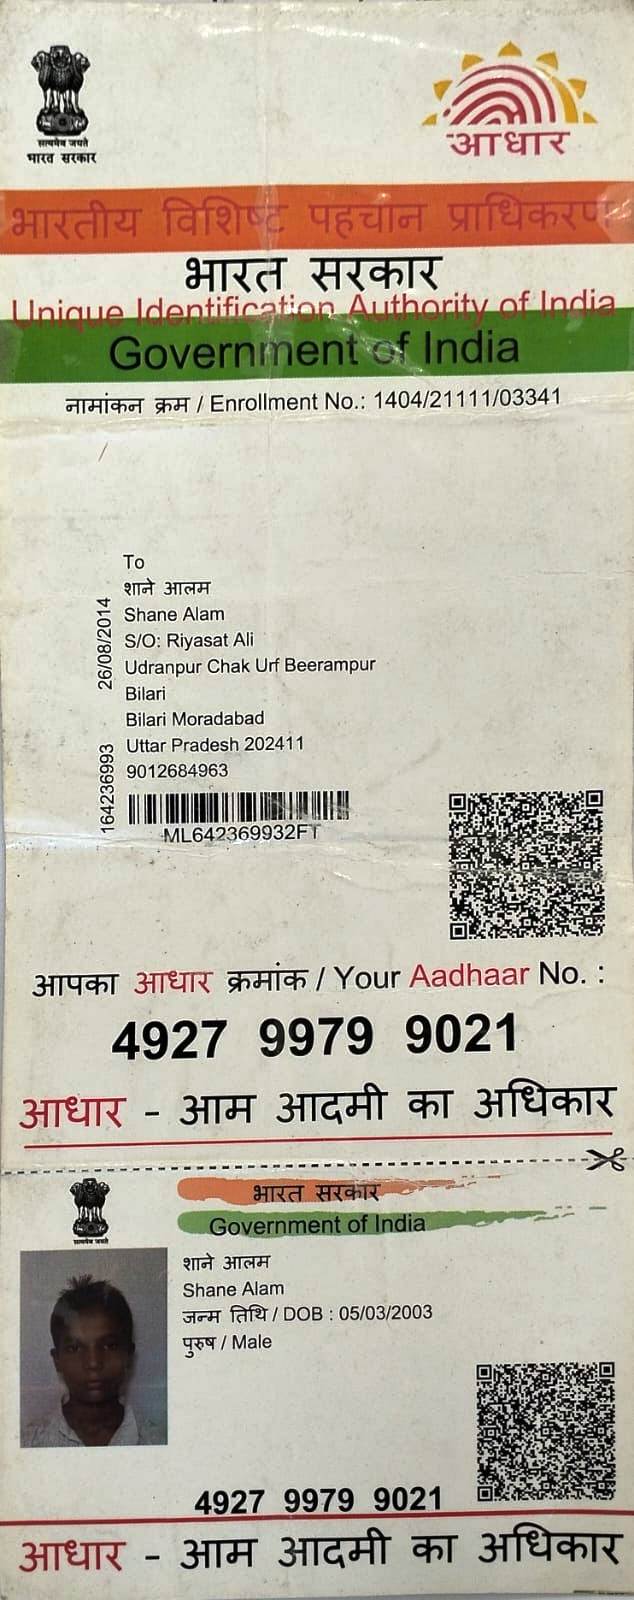 सत्यमेव जयते
भारत सरकार
आधार
भारतीय विशिष्ट पहचान प्राधिकरण
भारत सरकार
Unique Identification Authority of India
Government of India
नामांकन क्रम / Enrollment No.: 1404/21111/03341
To
शाने आलम
Shane Alam
S/O: Riyasat Ali
Udranpur Chak Urf Beerampur
Bilari
Bilari Moradabad
Uttar Pradesh 202411
9012684963
26/08/2014
164236993
ML642369932FT
आपका आधार क्रमांक / Your Aadhaar No. :
4927 9979 9021
आधार - आम आदमी का अधिकार
सत्यमेव जयते
भारत सरकार
Government of India
शाने आलम
Shane Alam
जन्म तिथि / DOB : 05/03/2003
पुरुष / Male
4927 9979 9021
आधार - आम आदमी का अधिकार